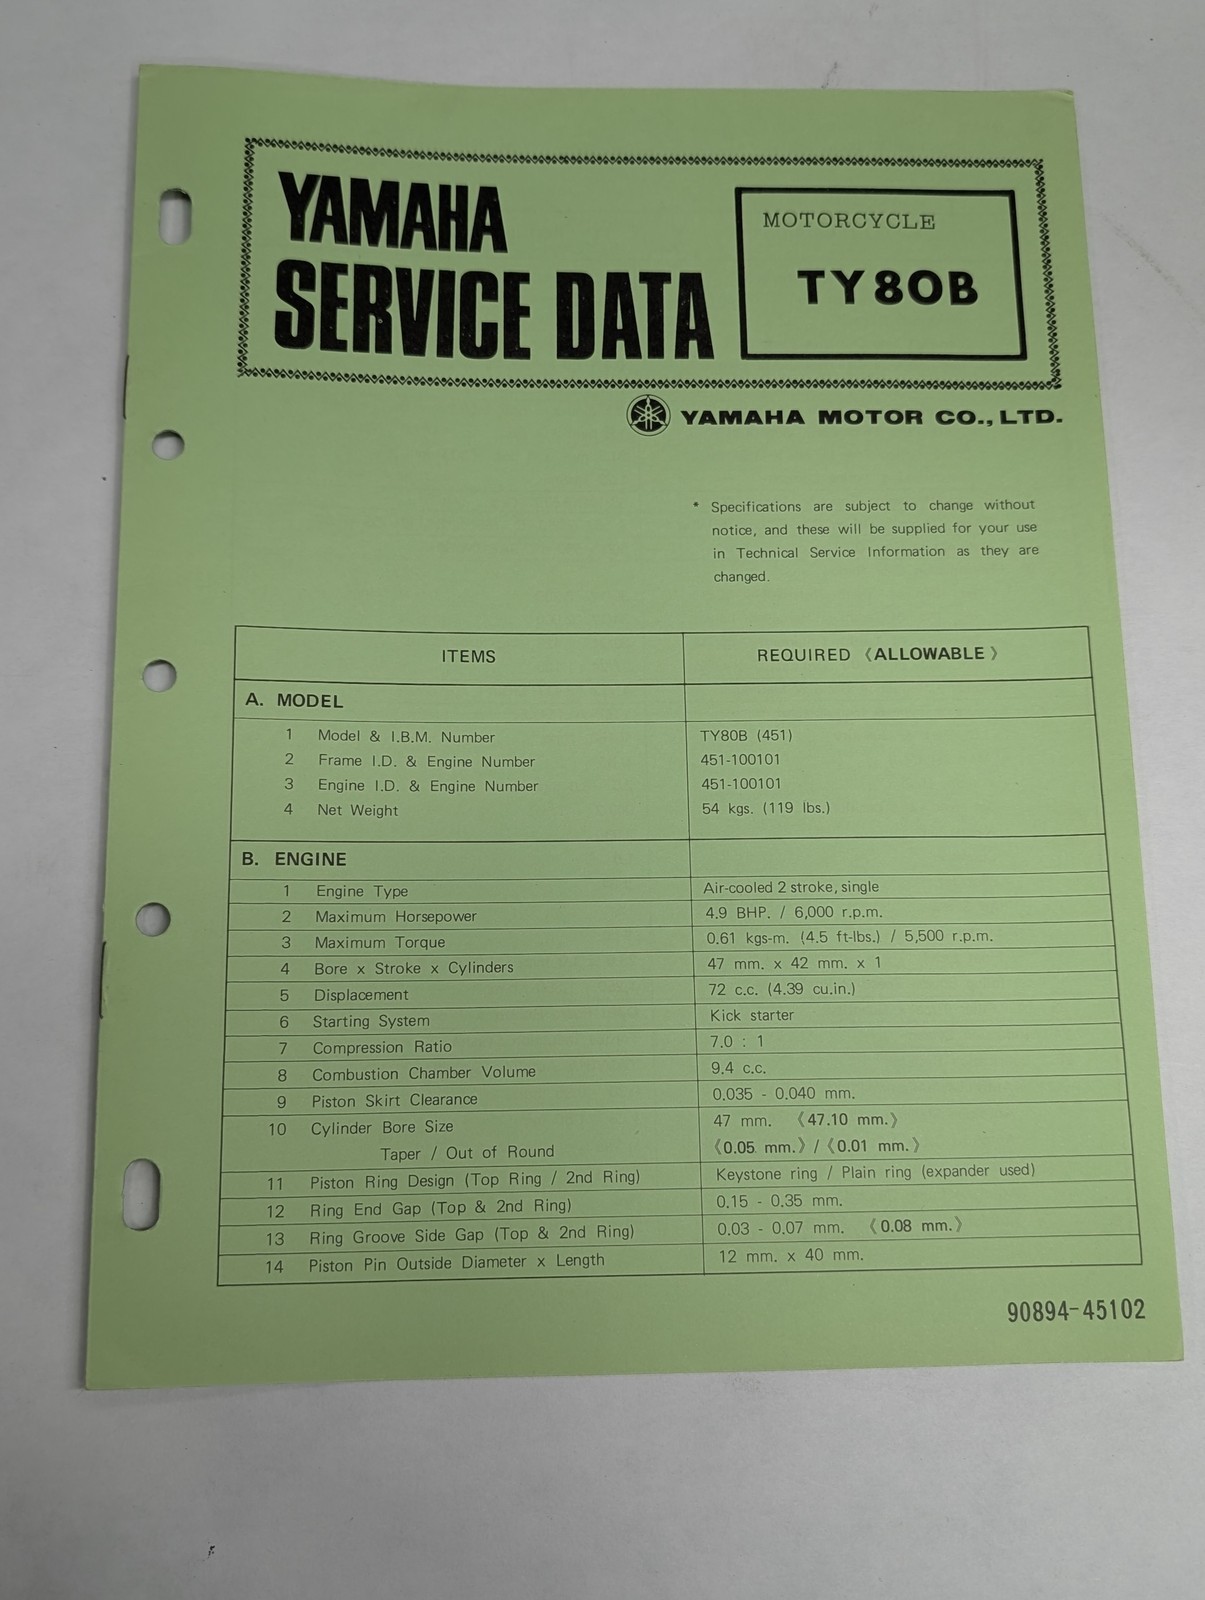 YAMAHA
SERVICE DATA
MOTORCYCLE
TY80B
YAMAHA MOTOR CO., LTD.
* Specifications are subject to change without
notice, and these will be supplied for your use
in Technical Service Information as they are
changed.
ITEMS REQUIRED 〈ALLOWABLE〉
A. MODEL
1 Model & I.B.M. Number TY80B (451)
2 Frame I.D. & Engine Number 451-100101
3 Engine I.D. & Engine Number 451-100101
4 Net Weight 54 kgs. (119 lbs.)
B. ENGINE
1 Engine Type Air-cooled 2 stroke, single
2 Maximum Horsepower 4.9 BHP. / 6,000 r.p.m.
3 Maximum Torque 0.61 kgs-m. (4.5 ft-lbs.) / 5,500 r.p.m.
4 Bore x Stroke x Cylinders 47 mm. x 42 mm. x 1
5 Displacement 72 c.c. (4.39 cu.in.)
6 Starting System Kick starter
7 Compression Ratio 7.0 : 1
8 Combustion Chamber Volume 9.4 c.c.
9 Piston Skirt Clearance 0.035 - 0.040 mm.
10 Cylinder Bore Size 47 mm. 〈47.10 mm.〉
Taper / Out of Round 〈0.05 mm.〉 / 〈0.01 mm.〉
11 Piston Ring Design (Top Ring / 2nd Ring) Keystone ring / Plain ring (expander used)
12 Ring End Gap (Top & 2nd Ring) 0.15 - 0.35 mm.
13 Ring Groove Side Gap (Top & 2nd Ring) 0.03 - 0.07 mm. 〈0.08 mm.〉
14 Piston Pin Outside Diameter x Length 12 mm. x 40 mm.
90894-45102